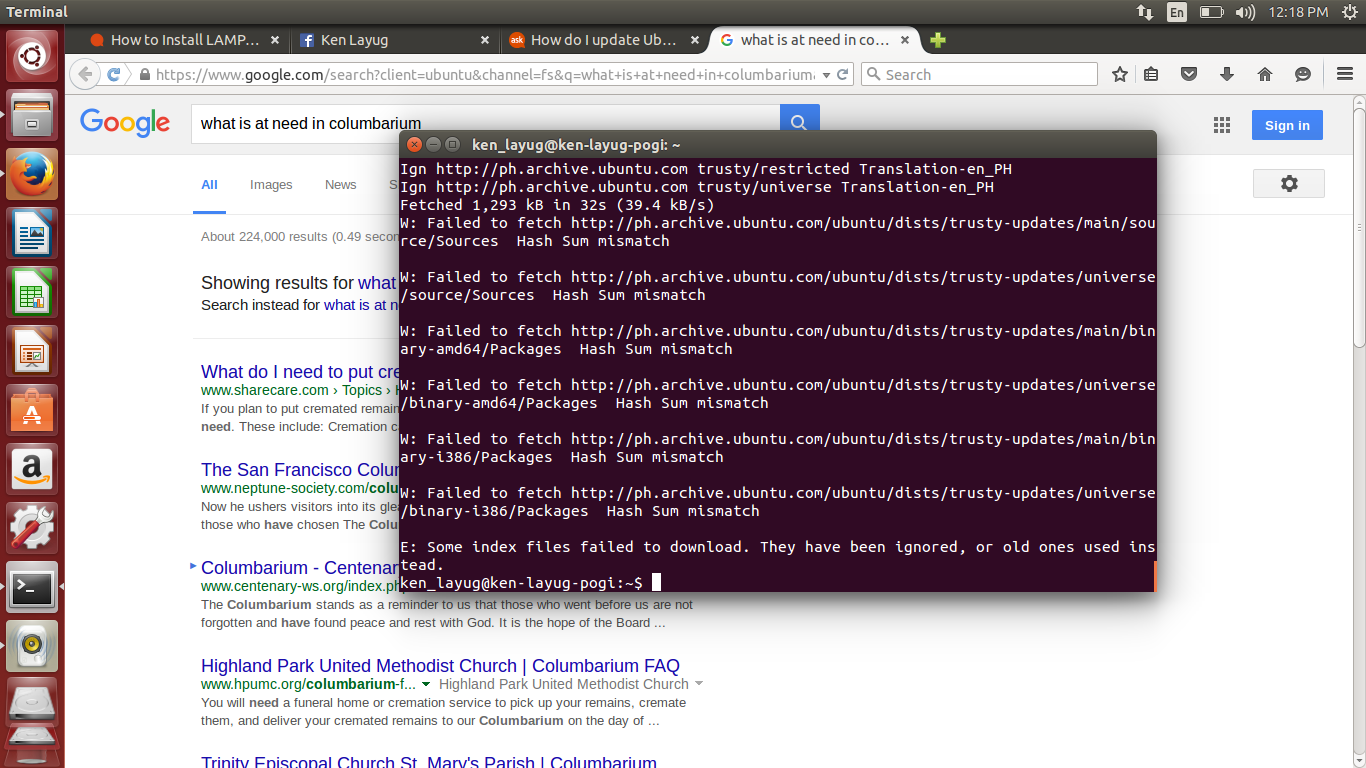 Terminal
En
12:18 PM
How to Install LAMP...
Ken Layug
ask
How do I update Ub...
what is at need in co...
https://www.google.com/search?client=ubuntu&channel=fs&q=what+is+at+need+in+columbarium
Search
Google
what is at need in columbarium
Sign in
All
Images
News
S
About 224,000 results (0.49 secon
Showing results for what
Search instead for what is at n
What do I need to put cre
www.sharecare.com › Topics › H
If you plan to put cremated remain
need. These include: Cremation c
The San Francisco Colu
www.neptune-society.com/colu
Now he ushers visitors into its gle
those who have chosen The Colu
Columbarium - Centenar
www.centenary-ws.org/index.ph
The Columbarium stands as a reminder to us that those who went before us are not
forgotten and have found peace and rest with God. It is the hope of the Board ...
Highland Park United Methodist Church | Columbarium FAQ
www.hpumc.org/columbarium-f... Highland Park United Methodist Church
You will need a funeral home or cremation service to pick up your remains, cremate
them, and deliver your cremated remains to our Columbarium on the day of ...
Trinity Episcopal Church St. Mary's Parish | Columbarium
ken_layug@ken-layug-pogi: ~
Ign http://ph.archive.ubuntu.com trusty/restricted Translation-en_PH
Ign http://ph.archive.ubuntu.com trusty/universe Translation-en_PH
Fetched 1,293 kB in 32s (39.4 kB/s)
W: Failed to fetch http://ph.archive.ubuntu.com/ubuntu/dists/trusty-updates/main/sou
rce/Sources  Hash Sum mismatch
W: Failed to fetch http://ph.archive.ubuntu.com/ubuntu/dists/trusty-updates/universe
/source/Sources  Hash Sum mismatch
W: Failed to fetch http://ph.archive.ubuntu.com/ubuntu/dists/trusty-updates/main/bin
ary-amd64/Packages  Hash Sum mismatch
W: Failed to fetch http://ph.archive.ubuntu.com/ubuntu/dists/trusty-updates/universe
/binary-amd64/Packages  Hash Sum mismatch
W: Failed to fetch http://ph.archive.ubuntu.com/ubuntu/dists/trusty-updates/main/bin
ary-i386/Packages  Hash Sum mismatch
W: Failed to fetch http://ph.archive.ubuntu.com/ubuntu/dists/trusty-updates/universe
/binary-i386/Packages  Hash Sum mismatch
E: Some index files failed to download. They have been ignored, or old ones used ins
tead.
ken_layug@ken-layug-pogi:~$